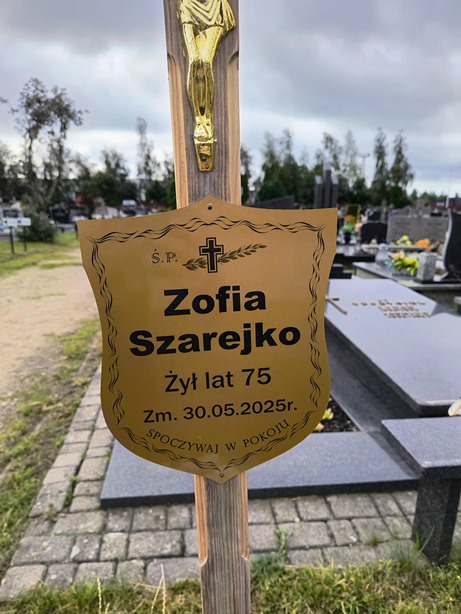 Ś.P.
Zofia
Szarejko
Żył lat 75
Zm. 30.05.2025r.
SPOCZYWAJ W POKOJU